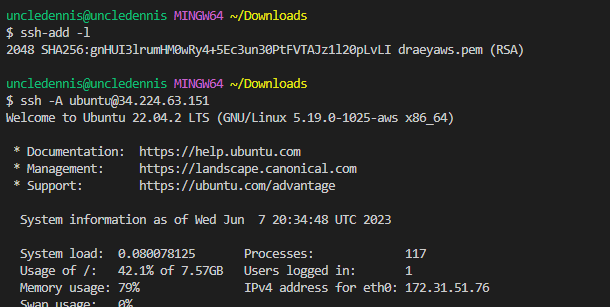 uncledennis@uncledennis MINGW64 ~/Downloads
$ ssh-add -l
2048 SHA256:gnHUI3lrumHM0wRy4+5Ec3un30PtFVTAJz1l20pLvLI draeyaws.pem (RSA)
uncledennis@uncledennis MINGW64 ~/Downloads
$ ssh -A ubuntu@34.224.63.151
Welcome to Ubuntu 22.04.2 LTS (GNU/Linux 5.19.0-1025-aws x86_64)
* Documentation: https://help.ubuntu.com
* Management: https://landscape.canonical.com
* Support: https://ubuntu.com/advantage
System information as of Wed Jun 7 20:34:48 UTC 2023
System load: 0.080078125 Processes: 117
Usage of /: 42.1% of 7.57GB Users logged in: 1
Memory usage: 79% IPv4 address for eth0: 172.31.51.76
Swap usage: 0%